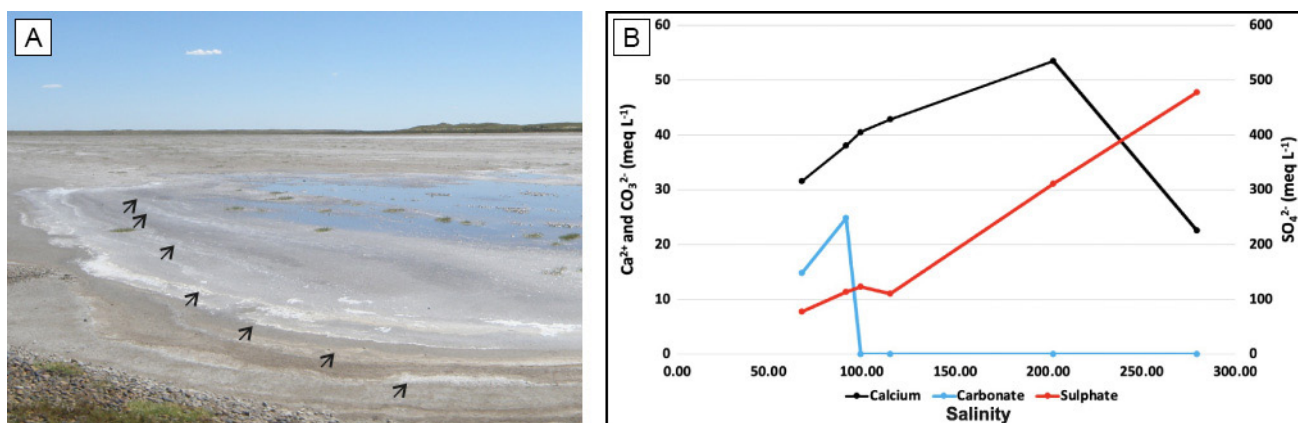 A
B
60
50
40
30
20
10
0
Ca²⁺ and CO₃²⁻ (meq L⁻¹)
600
500
400
300
200
100
0
SO₄²⁻ (meq L⁻¹)
0.00 50.00 100.00 150.00 200.00 250.00 300.00
Calcium Carbonate Sulphate
Salinity